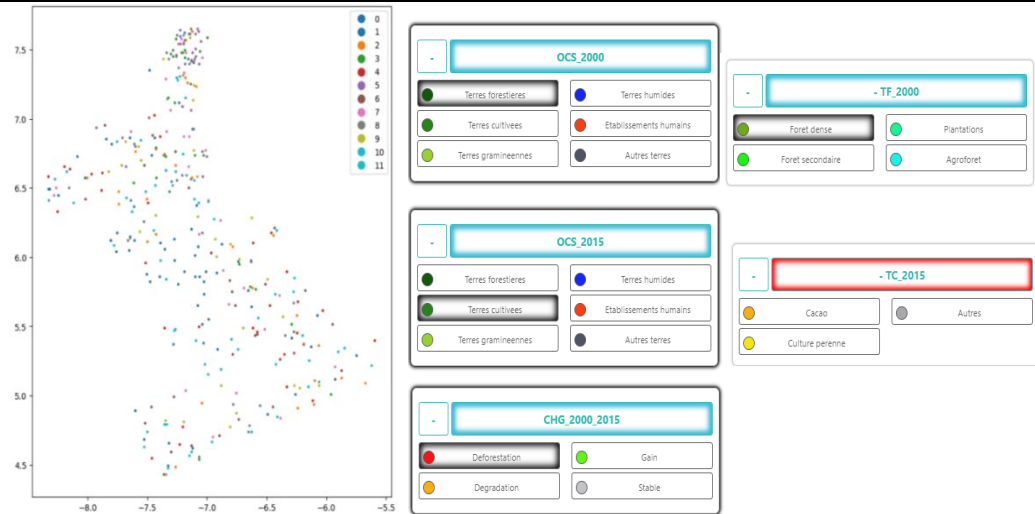 7.5
7.0
6.5
6.0
5.5
5.0
4.5
-8.0 -7.5 -7.0 -6.5 -6.0 -5.5
0
1
2
3
4
5
6
7
8
9
10
11
- OCS_2000
Terres forestieres Terres humides
Terres cultivees Etablissements humains
Terres gramineennes Autres terres
- - TF_2000
Foret dense Plantations
Foret secondaire Agroforet
- OCS_2015
Terres forestieres Terres humides
Terres cultivees Etablissements humains
Terres gramineennes Autres terres
- - TC_2015
Cacao Autres
Culture perenne
- CHG_2000_2015
Deforestation Gain
Degradation Stable